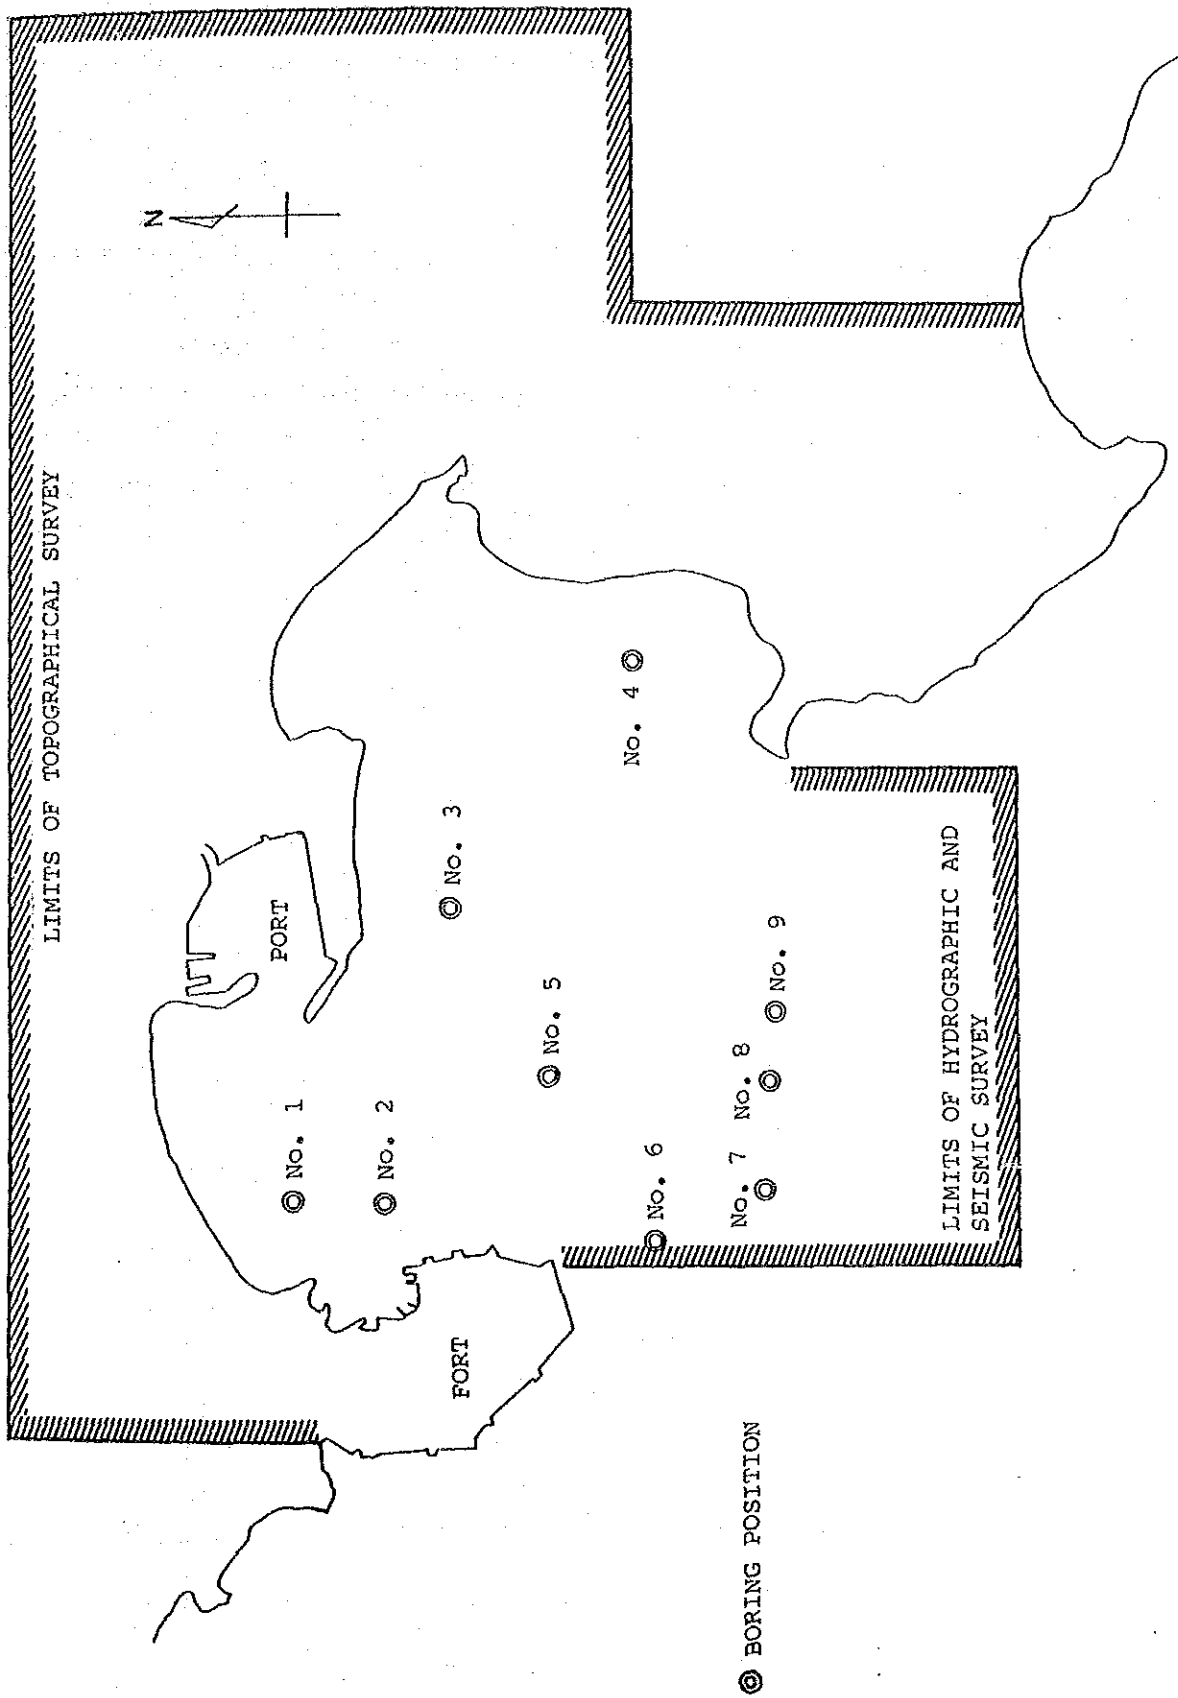 LIMITS OF TOPOGRAPHICAL SURVEY
N
PORT
No. 1
No. 2
No. 3
No. 4
FORT
No. 5
No. 6
No. 7
No. 8
No. 9
LIMITS OF HYDROGRAPHIC AND
SEISMIC SURVEY
BORING POSITION